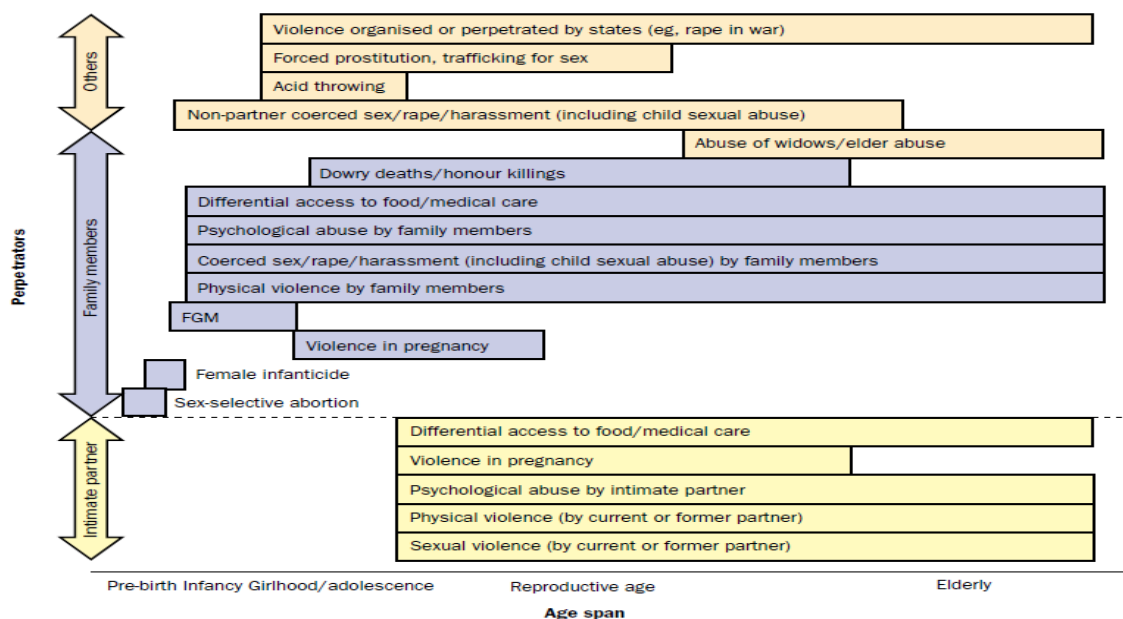 Perpetrators
Others
Violence organised or perpetrated by states (eg, rape in war)
Forced prostitution, trafficking for sex
Acid throwing
Non-partner coerced sex/rape/harassment (including child sexual abuse)
Abuse of widows/elder abuse
Family members
Dowry deaths/honour killings
Differential access to food/medical care
Psychological abuse by family members
Coerced sex/rape/harassment (including child sexual abuse) by family members
Physical violence by family members
FGM
Violence in pregnancy
Female infanticide
Sex-selective abortion
Intimate partner
Differential access to food/medical care
Violence in pregnancy
Psychological abuse by intimate partner
Physical violence (by current or former partner)
Sexual violence (by current or former partner)
Pre-birth Infancy Girlhood/adolescence Reproductive age Elderly
Age span